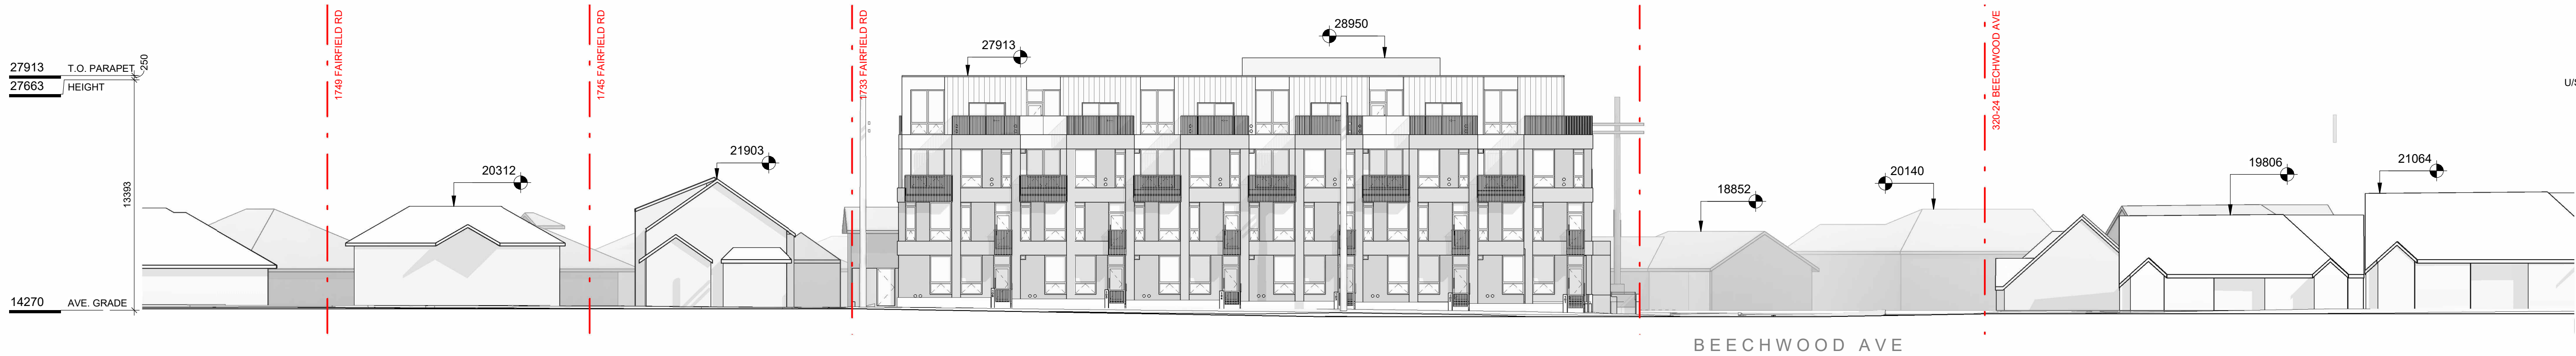 27913 T.O. PARAPET
250
27663 HEIGHT
13393
14270 AVE. GRADE
1749 FAIRFIELD RD
20312
1745 FAIRFIELD RD
21903
1733 FAIRFIELD RD
27913
28950
18852
20140
320-24 BEECHWOOD AVE
19806
21064
U/S
BEECHWOOD AVE